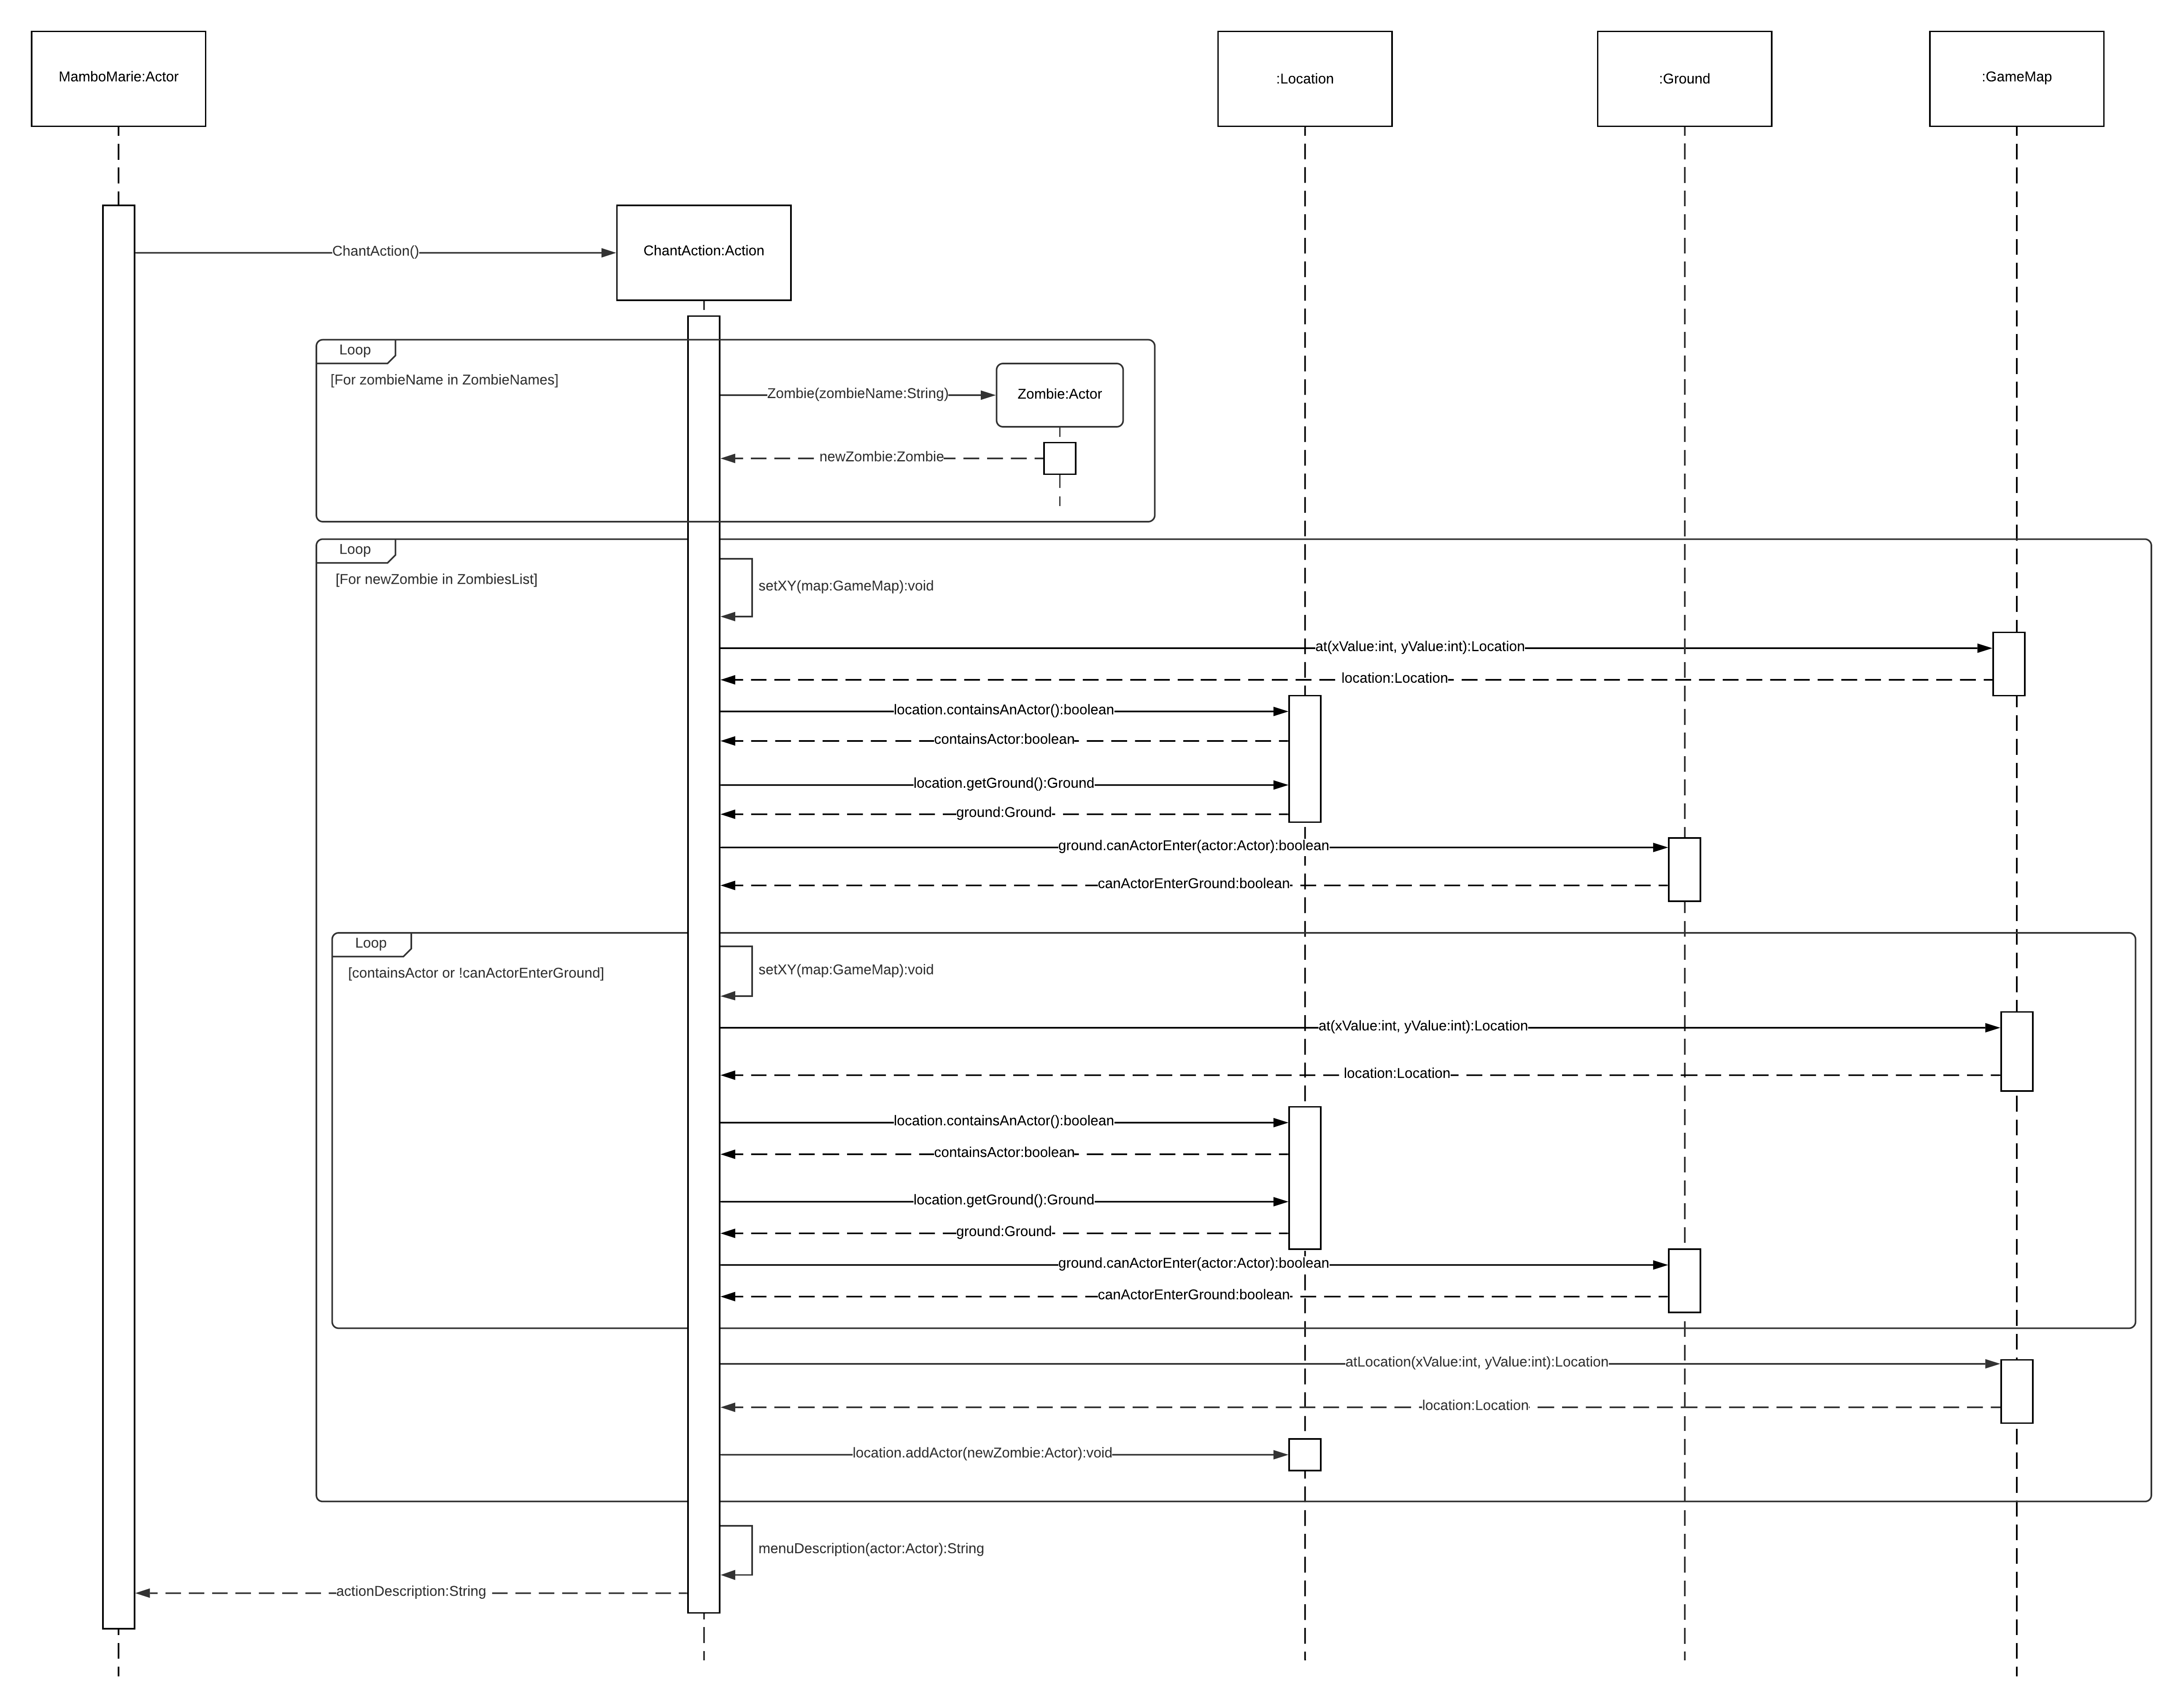 MamboMarie:Actor
:Location
:Ground
:GameMap
ChantAction()
ChantAction:Action
Loop
[For zombieName in ZombieNames]
Zombie(zombieName:String)
Zombie:Actor
newZombie:Zombie
Loop
[For newZombie in ZombiesList]
setXY(map:GameMap):void
at(xValue:int, yValue:int):Location
location:Location
location.containsAnActor():boolean
containsActor:boolean
location.getGround():Ground
ground:Ground
ground.canActorEnter(actor:Actor):boolean
canActorEnterGround:boolean
Loop
[containsActor or !canActorEnterGround]
setXY(map:GameMap):void
at(xValue:int, yValue:int):Location
location:Location
location.containsAnActor():boolean
containsActor:boolean
location.getGround():Ground
ground:Ground
ground.canActorEnter(actor:Actor):boolean
canActorEnterGround:boolean
atLocation(xValue:int, yValue:int):Location
location:Location
location.addActor(newZombie:Actor):void
menuDescription(actor:Actor):String
actionDescription:String